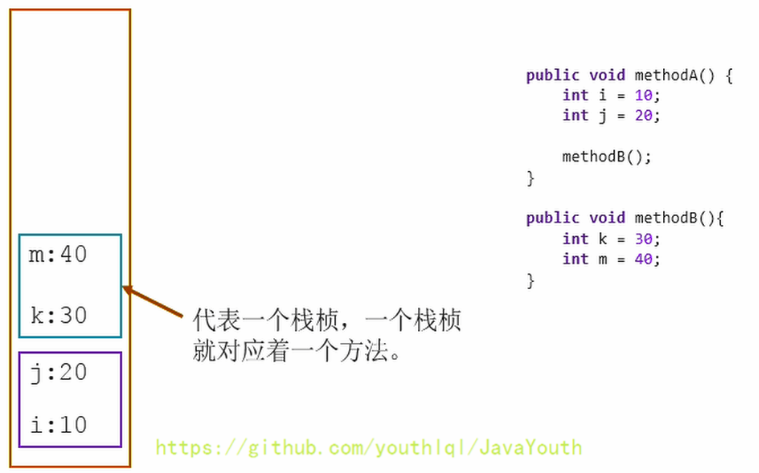 public void methodA() {
int i = 10;
int j = 20;
methodB();
}
public void methodB(){
int k = 30;
int m = 40;
}
m:40
k:30
j:20
i:10
代表一个栈桢，一个栈桢
就对应着一个方法。
https://github.com/youthlql/JavaYouth